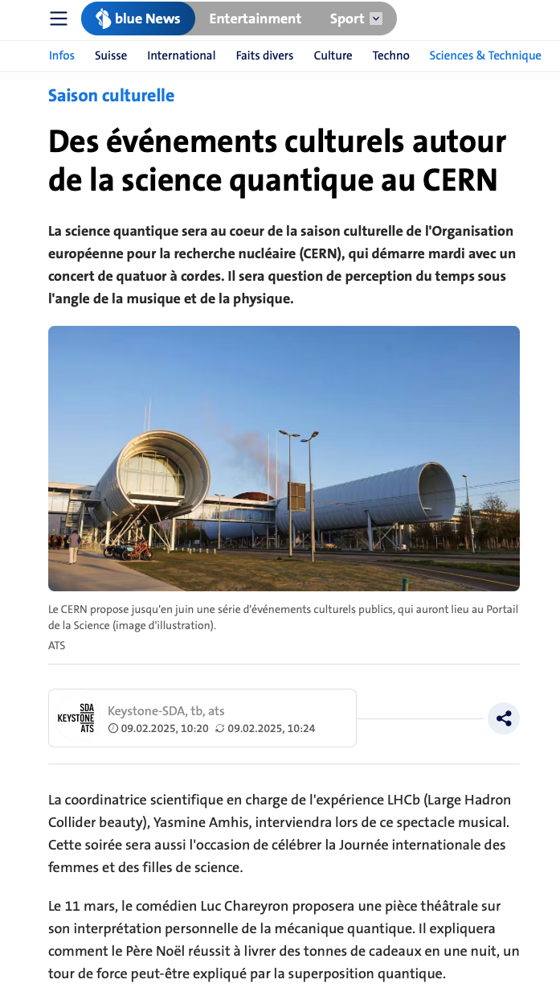 blue News
Entertainment
Sport
Infos
Suisse
International
Faits divers
Culture
Techno
Sciences & Technique
Saison culturelle
Des événements culturels autour
de la science quantique au CERN
La science quantique sera au coeur de la saison culturelle de l'Organisation
européenne pour la recherche nucléaire (CERN), qui démarre mardi avec un
concert de quatuor à cordes. Il sera question de perception du temps sous
l'angle de la musique et de la physique.
Le CERN propose jusqu'en juin une série d'événements culturels publics, qui auront lieu au Portail
de la Science (image d'illustration).
ATS
SDA
KEYSTONE
ATS
Keystone-SDA, tb, ats
09.02.2025, 10:20 09.02.2025, 10:24
La coordinatrice scientifique en charge de l'expérience LHCb (Large Hadron
Collider beauty), Yasmine Amhis, interviendra lors de ce spectacle musical.
Cette soirée sera aussi l'occasion de célébrer la Journée internationale des
femmes et des filles de science.
Le 11 mars, le comédien Luc Chareyron proposera une pièce théâtrale sur
son interprétation personnelle de la mécanique quantique. Il expliquera
comment le Père Noël réussit à livrer des tonnes de cadeaux en une nuit, un
tour de force peut-être expliqué par la superposition quantique.